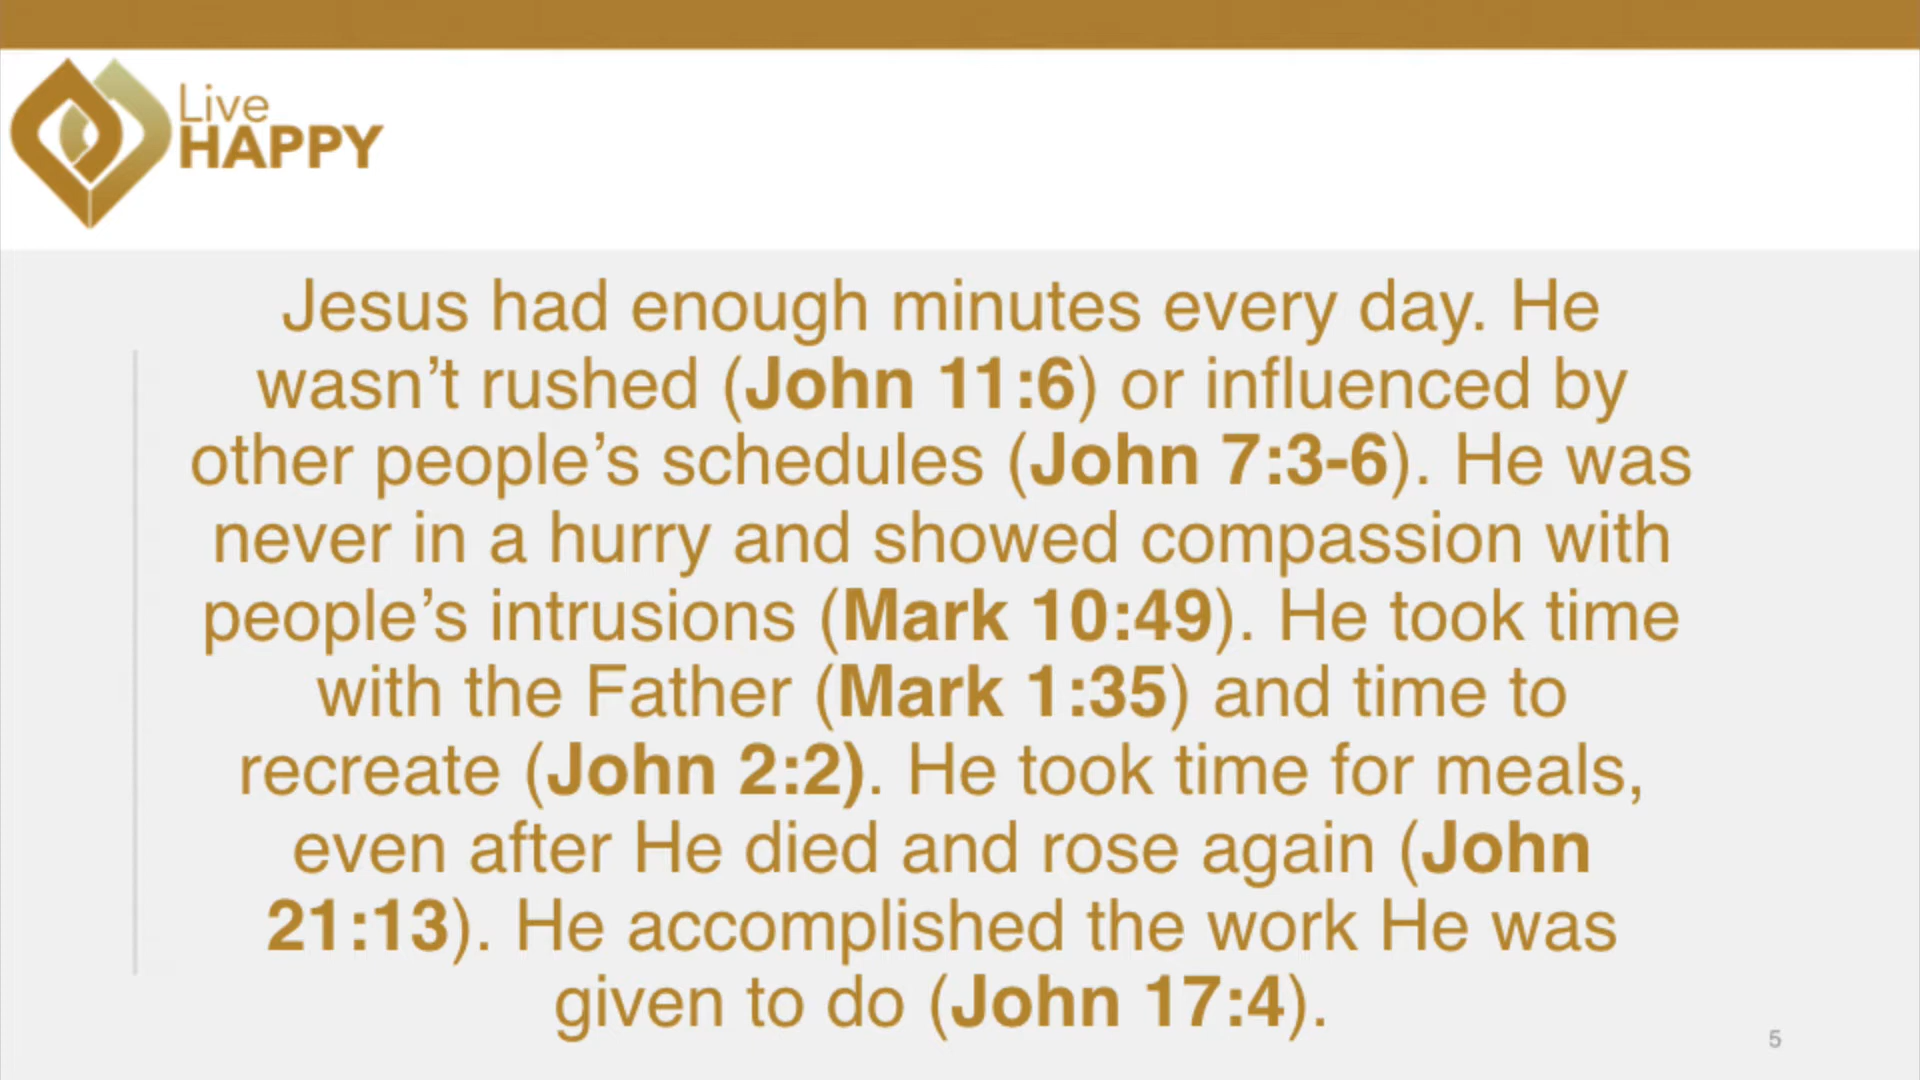 Live
HAPPY
Jesus had enough minutes every day. He
wasn’t rushed (John 11:6) or influenced by
other people’s schedules (John 7:3-6). He was
never in a hurry and showed compassion with
people’s intrusions (Mark 10:49). He took time
with the Father (Mark 1:35) and time to
recreate (John 2:2). He took time for meals,
even after He died and rose again (John
21:13). He accomplished the work He was
given to do (John 17:4).
5